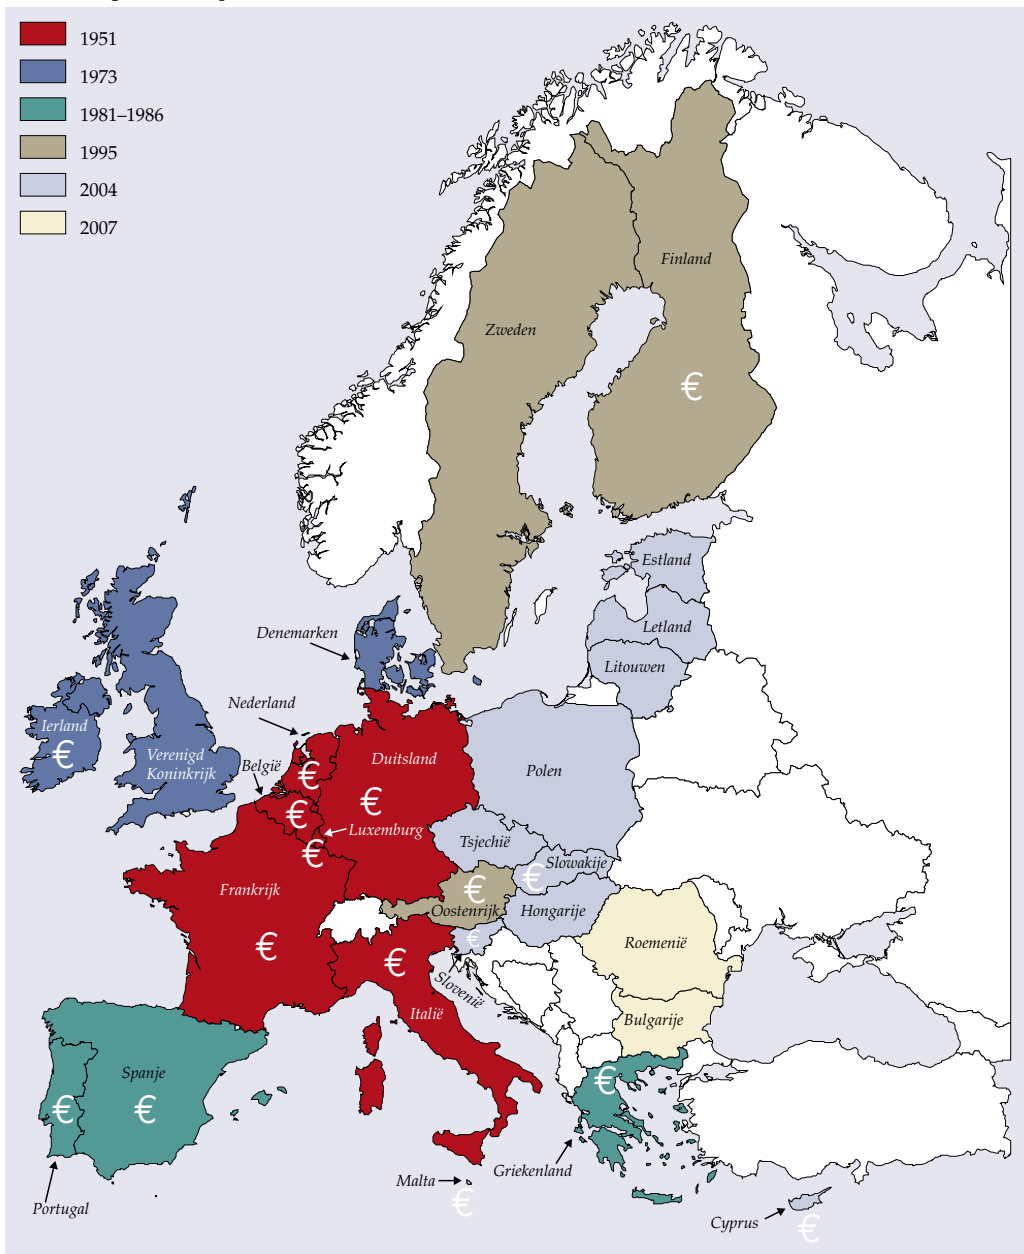 1951
1973
1981–1986
1995
2004
2007
Finland
Zweden
€
Estland
Letland
Litouwen
Denemarken
Nederland
Ierland
€
Verenigd
Koninkrijk
België
Duitsland
€
€
€
Polen
Luxemburg
€
Tsjechië
Slowakije
€
Frankrijk
€
€
Oostenrijk
Hongarije
€
Slovenië
€
Italië
Roemenië
Bulgarije
Spanje
€
€
€
Griekenland
Portugal
Malta
€
Cyprus
€